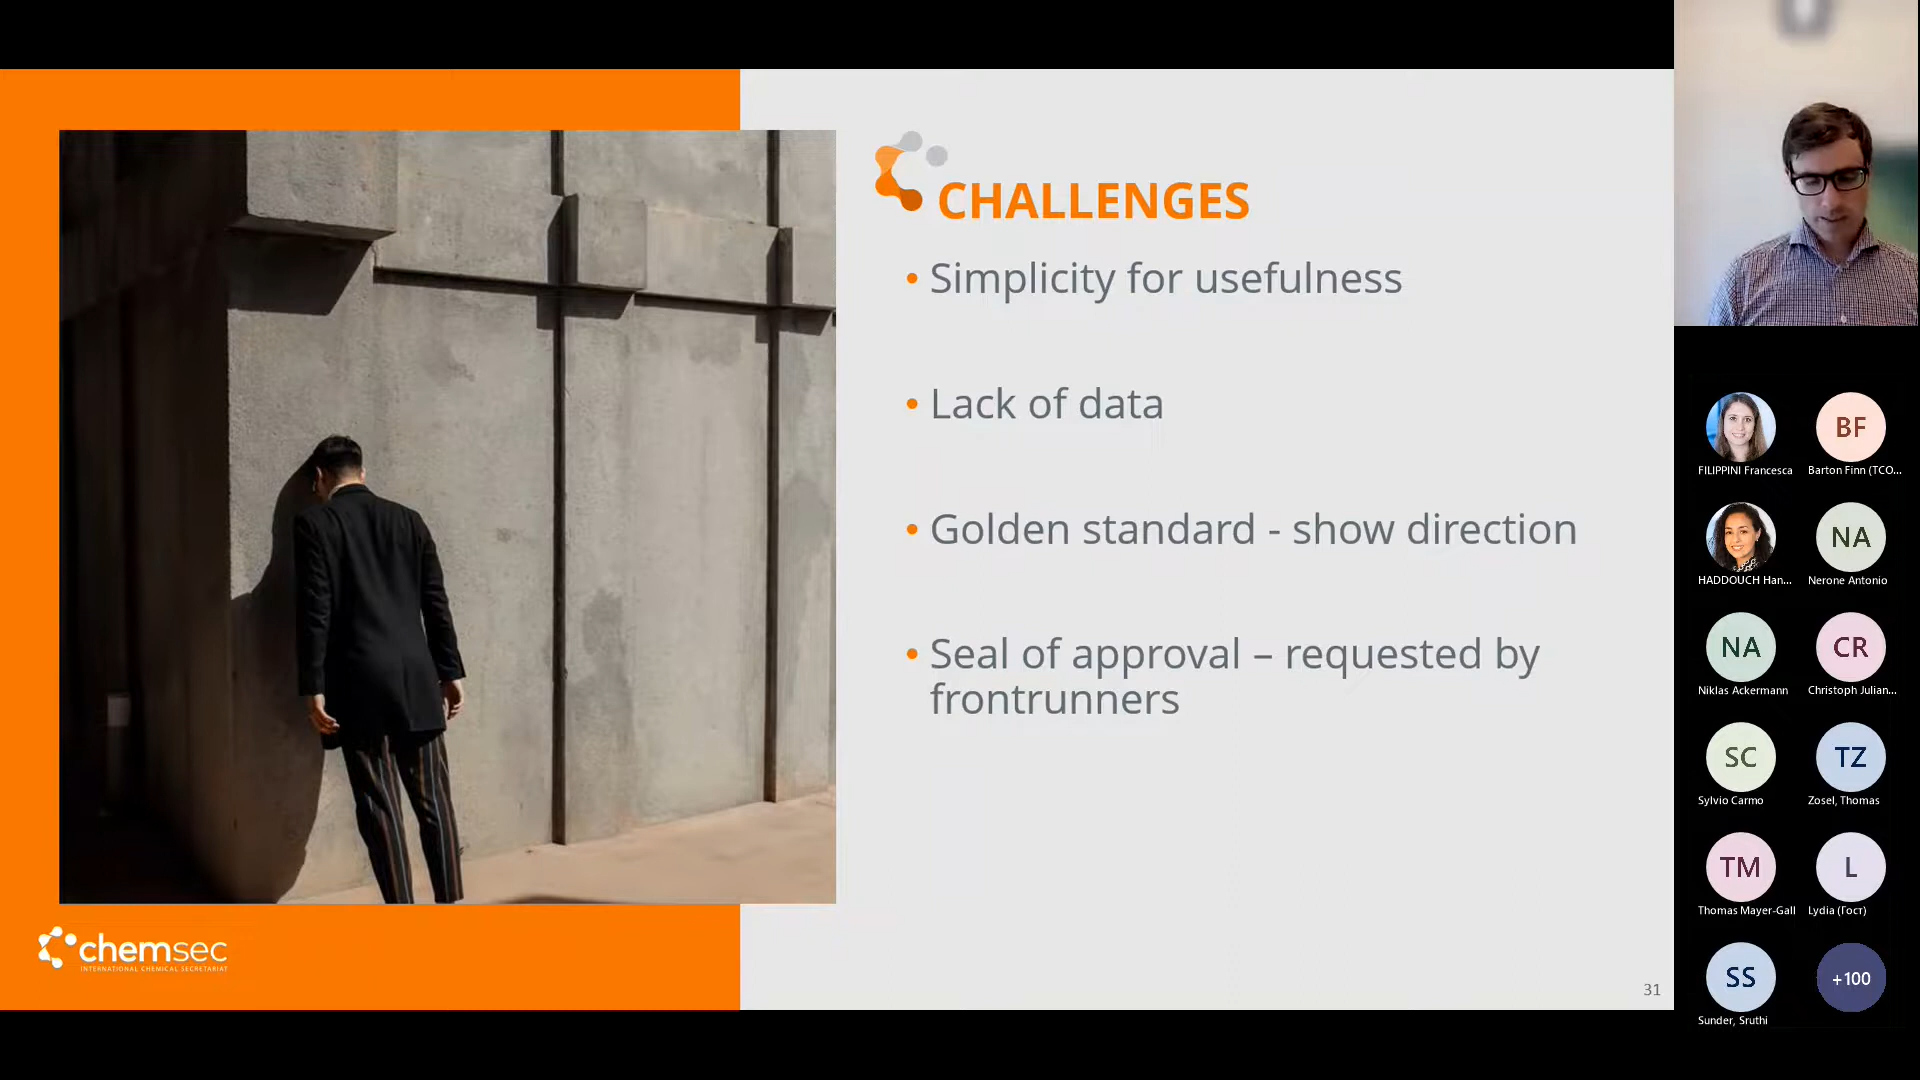 CHALLENGES
• Simplicity for usefulness
• Lack of data
• Golden standard - show direction
• Seal of approval – requested by
frontrunners
chemsec
INTERNATIONAL CHEMICAL SECRETARIAT
31
FILIPPINI Francesca
BF
Barton Finn (TCO...
HADDOUCH Han...
NA
Nerone Antonio
NA
Niklas Ackermann
CR
Christoph Julian...
SC
Sylvio Carmo
TZ
Zosel, Thomas
TM
Thomas Mayer-Gall
L
Lydia (Гост)
SS
Sunder, Sruthi
+100